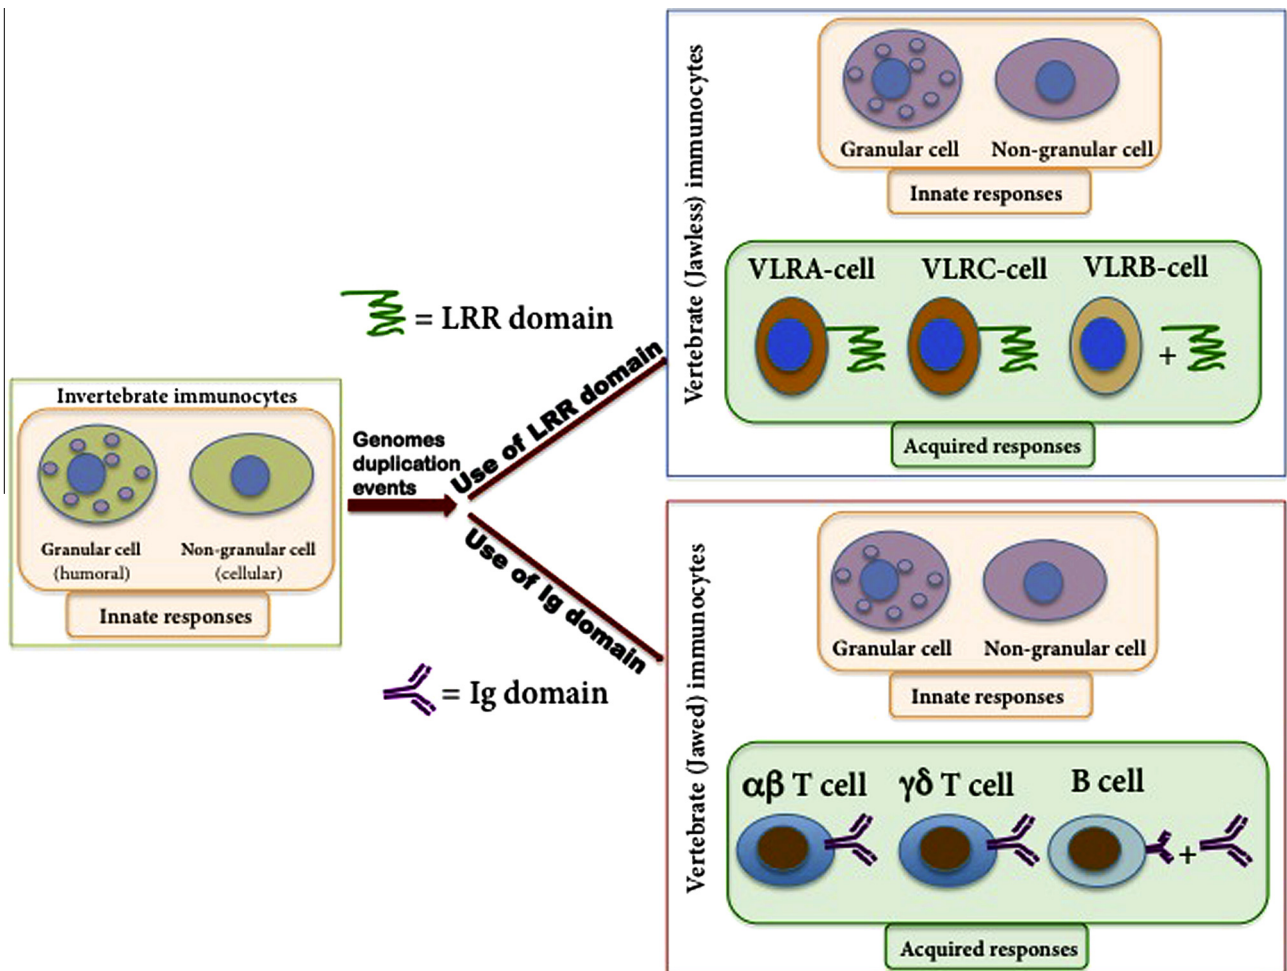 Invertebrate immunocytes
Granular cell
(humoral)
Non-granular cell
(cellular)
Innate responses
Genomes
duplication
events
= LRR domain
Use of LRR domain
Use of Ig domain
= Ig domain
Vertebrate (Jawless) immunocytes
Granular cell
Non-granular cell
Innate responses
VLRA-cell
VLRC-cell
VLRB-cell
+
Acquired responses
Vertebrate (Jawed) immunocytes
Granular cell
Non-granular cell
Innate responses
αβ T cell
γδ T cell
B cell
+
Acquired responses